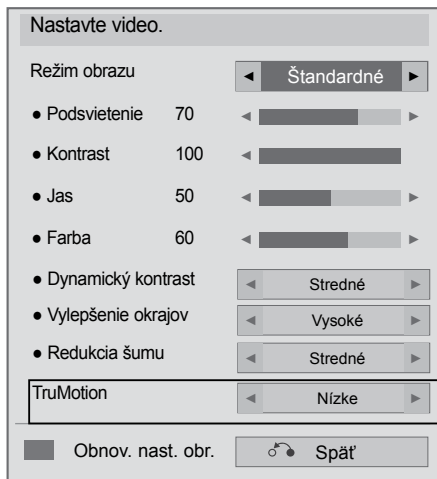 Nastavte video.
Režim obrazu ◄ Štandardné ►
● Podsvietenie 70 ◄ ►
● Kontrast 100 ◄
● Jas 50 ◄ ►
● Farba 60 ◄ ►
● Dynamický kontrast ◄ Stredné ►
● Vylepšenie okrajov ◄ Vysoké ►
● Redukcia šumu ◄ Stredné ►
TruMotion ◄ Nízke ►
Obnov. nast. obr. Späť